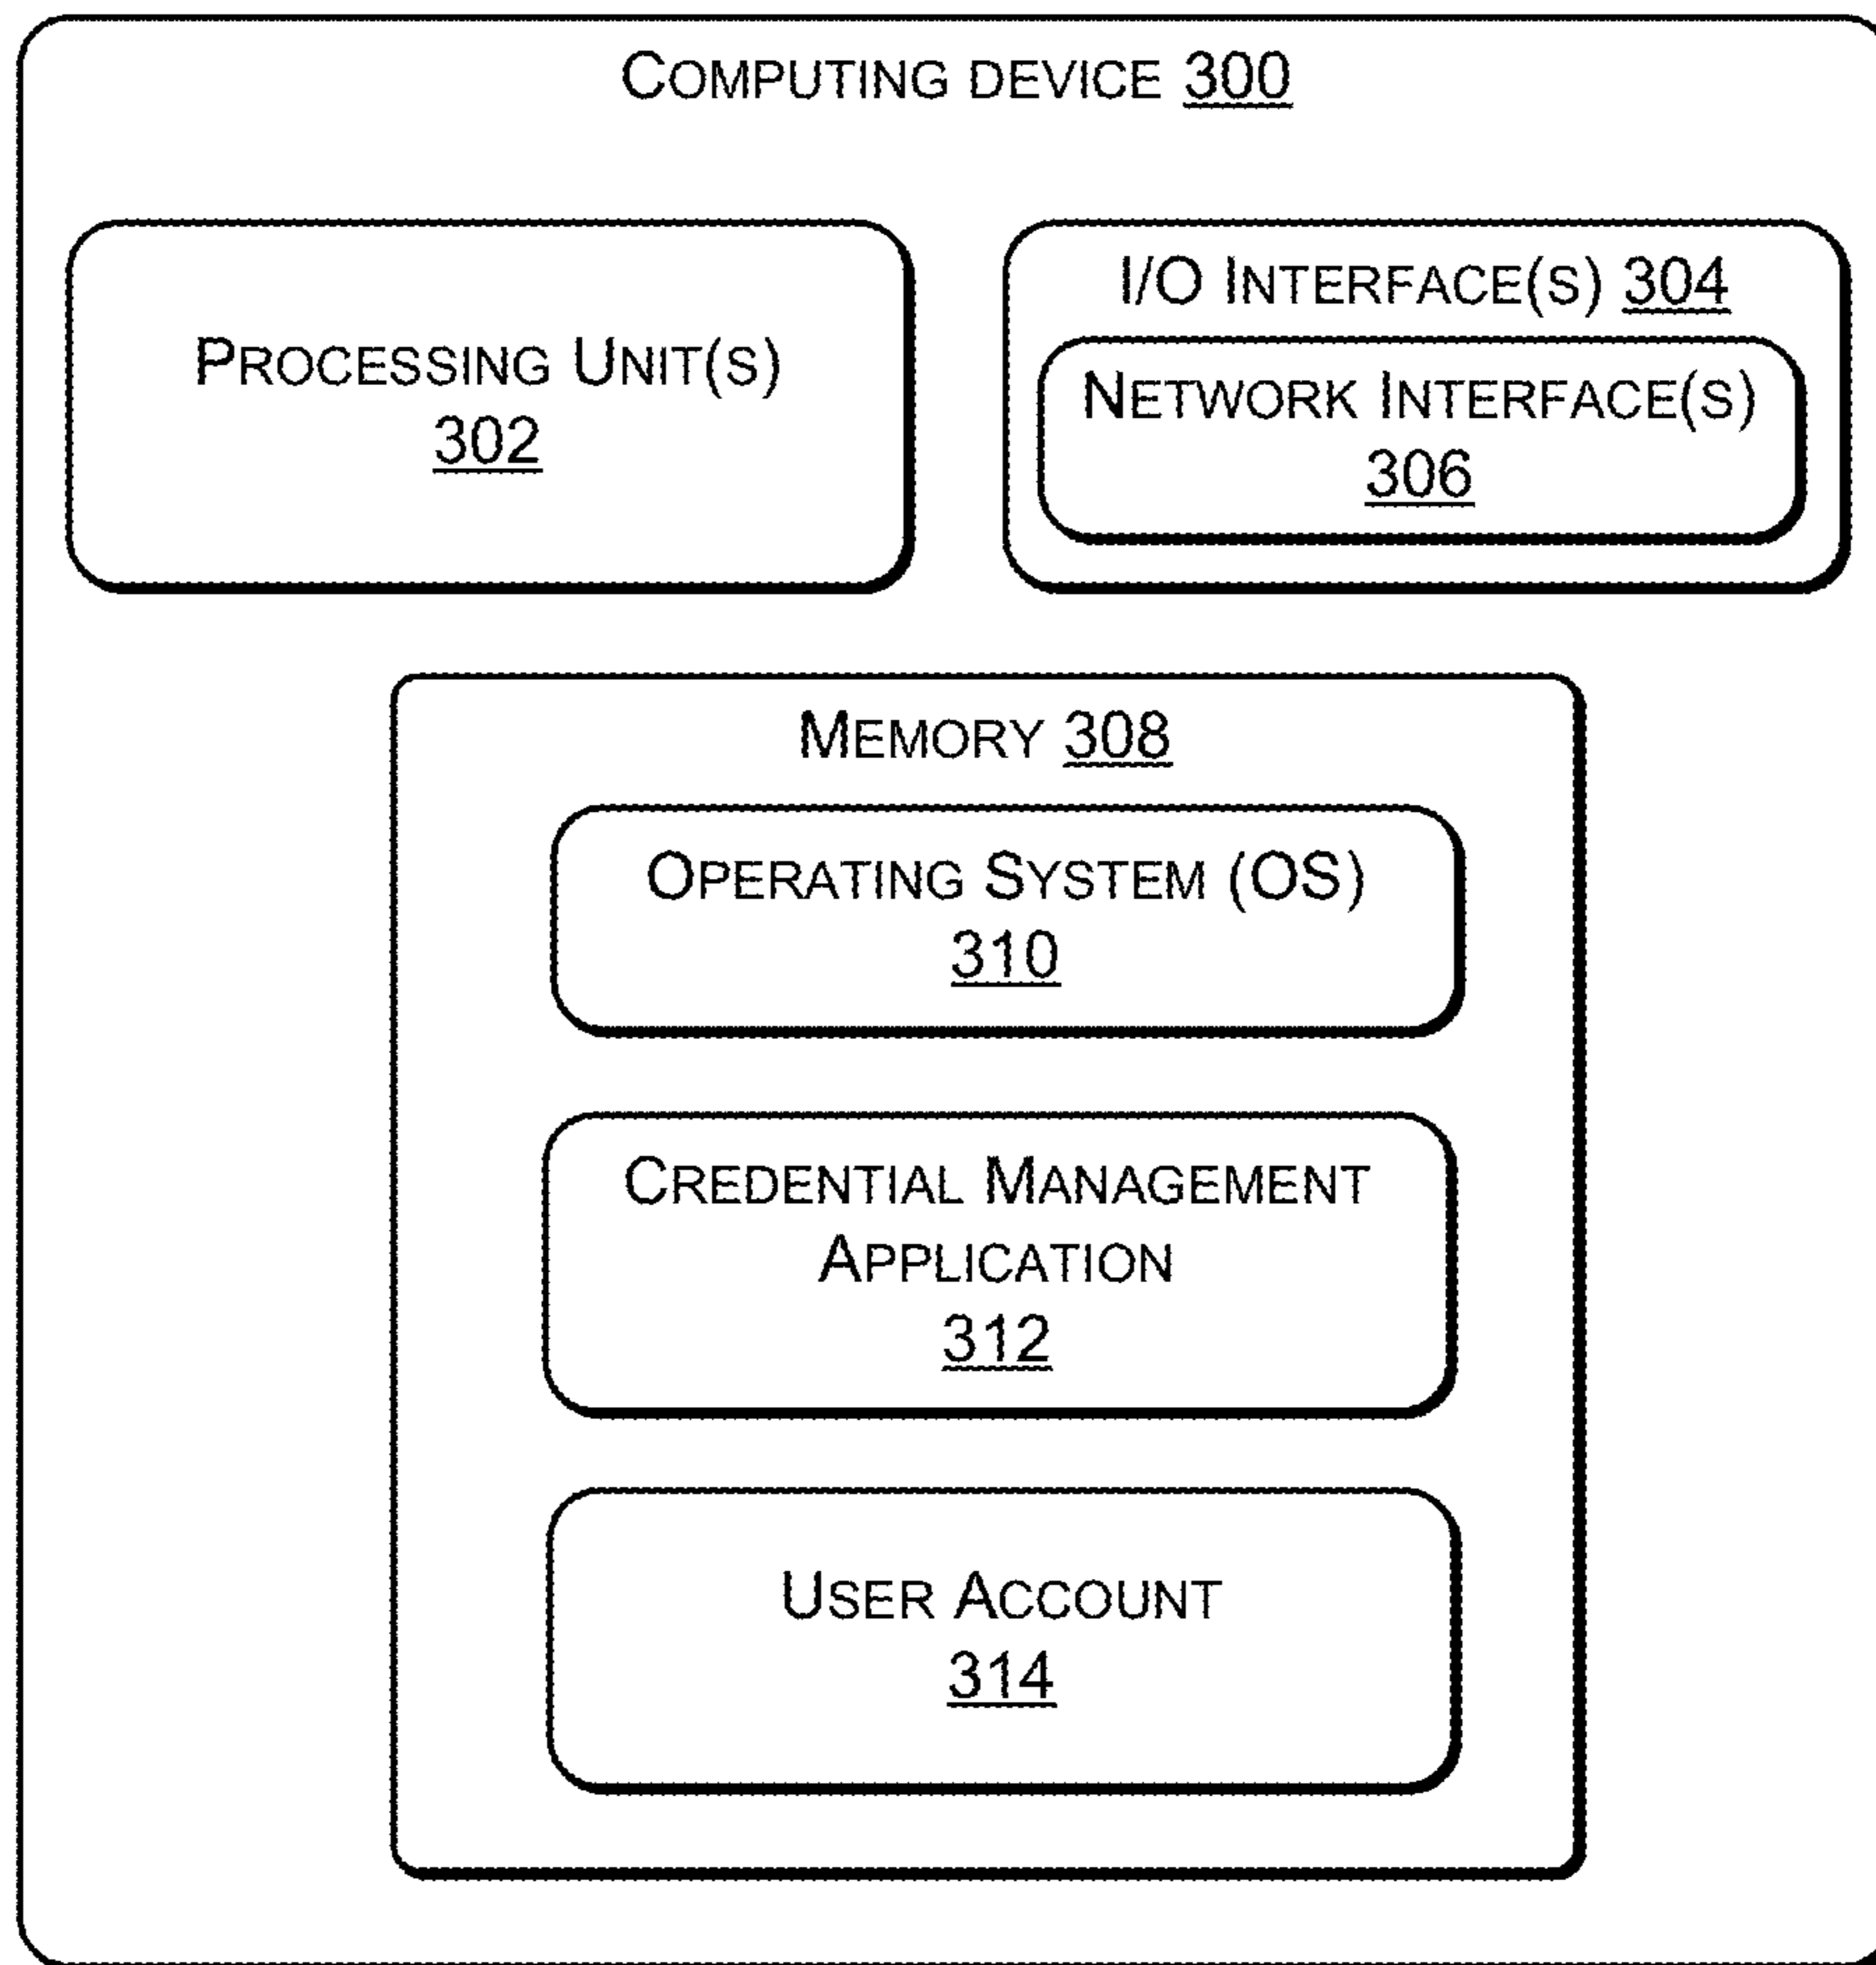 COMPUTING DEVICE 300
PROCESSING UNIT(S)
302
I/O INTERFACE(S) 304
NETWORK INTERFACE(S)
306
MEMORY 308
OPERATING SYSTEM (OS)
310
CREDENTIAL MANAGEMENT
APPLICATION
312
USER ACCOUNT
314